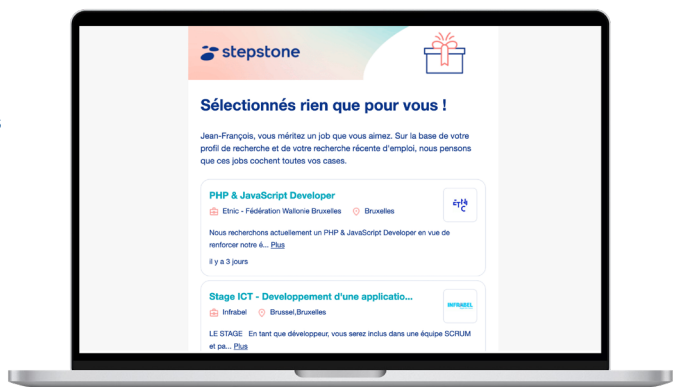 stepstone
Sélectionnés rien que pour vous !
Jean-François, vous méritez un job que vous aimez. Sur la base de votre
profil de recherche et de votre recherche récente d'emploi, nous pensons
que ces jobs cochent toutes vos cases.
PHP & JavaScript Developer
Etnic - Fédération Wallonie Bruxelles Bruxelles
ETNIC
Nous recherchons actuellement un PHP & JavaScript Developer en vue de
renforcer notre é... Plus
il y a 3 jours
Stage ICT - Developpement d'une applicatio...
Infrabel Brussel,Bruxelles
INFRABEL
LE STAGE En tant que développeur, vous serez inclus dans une équipe SCRUM
et pa... Plus